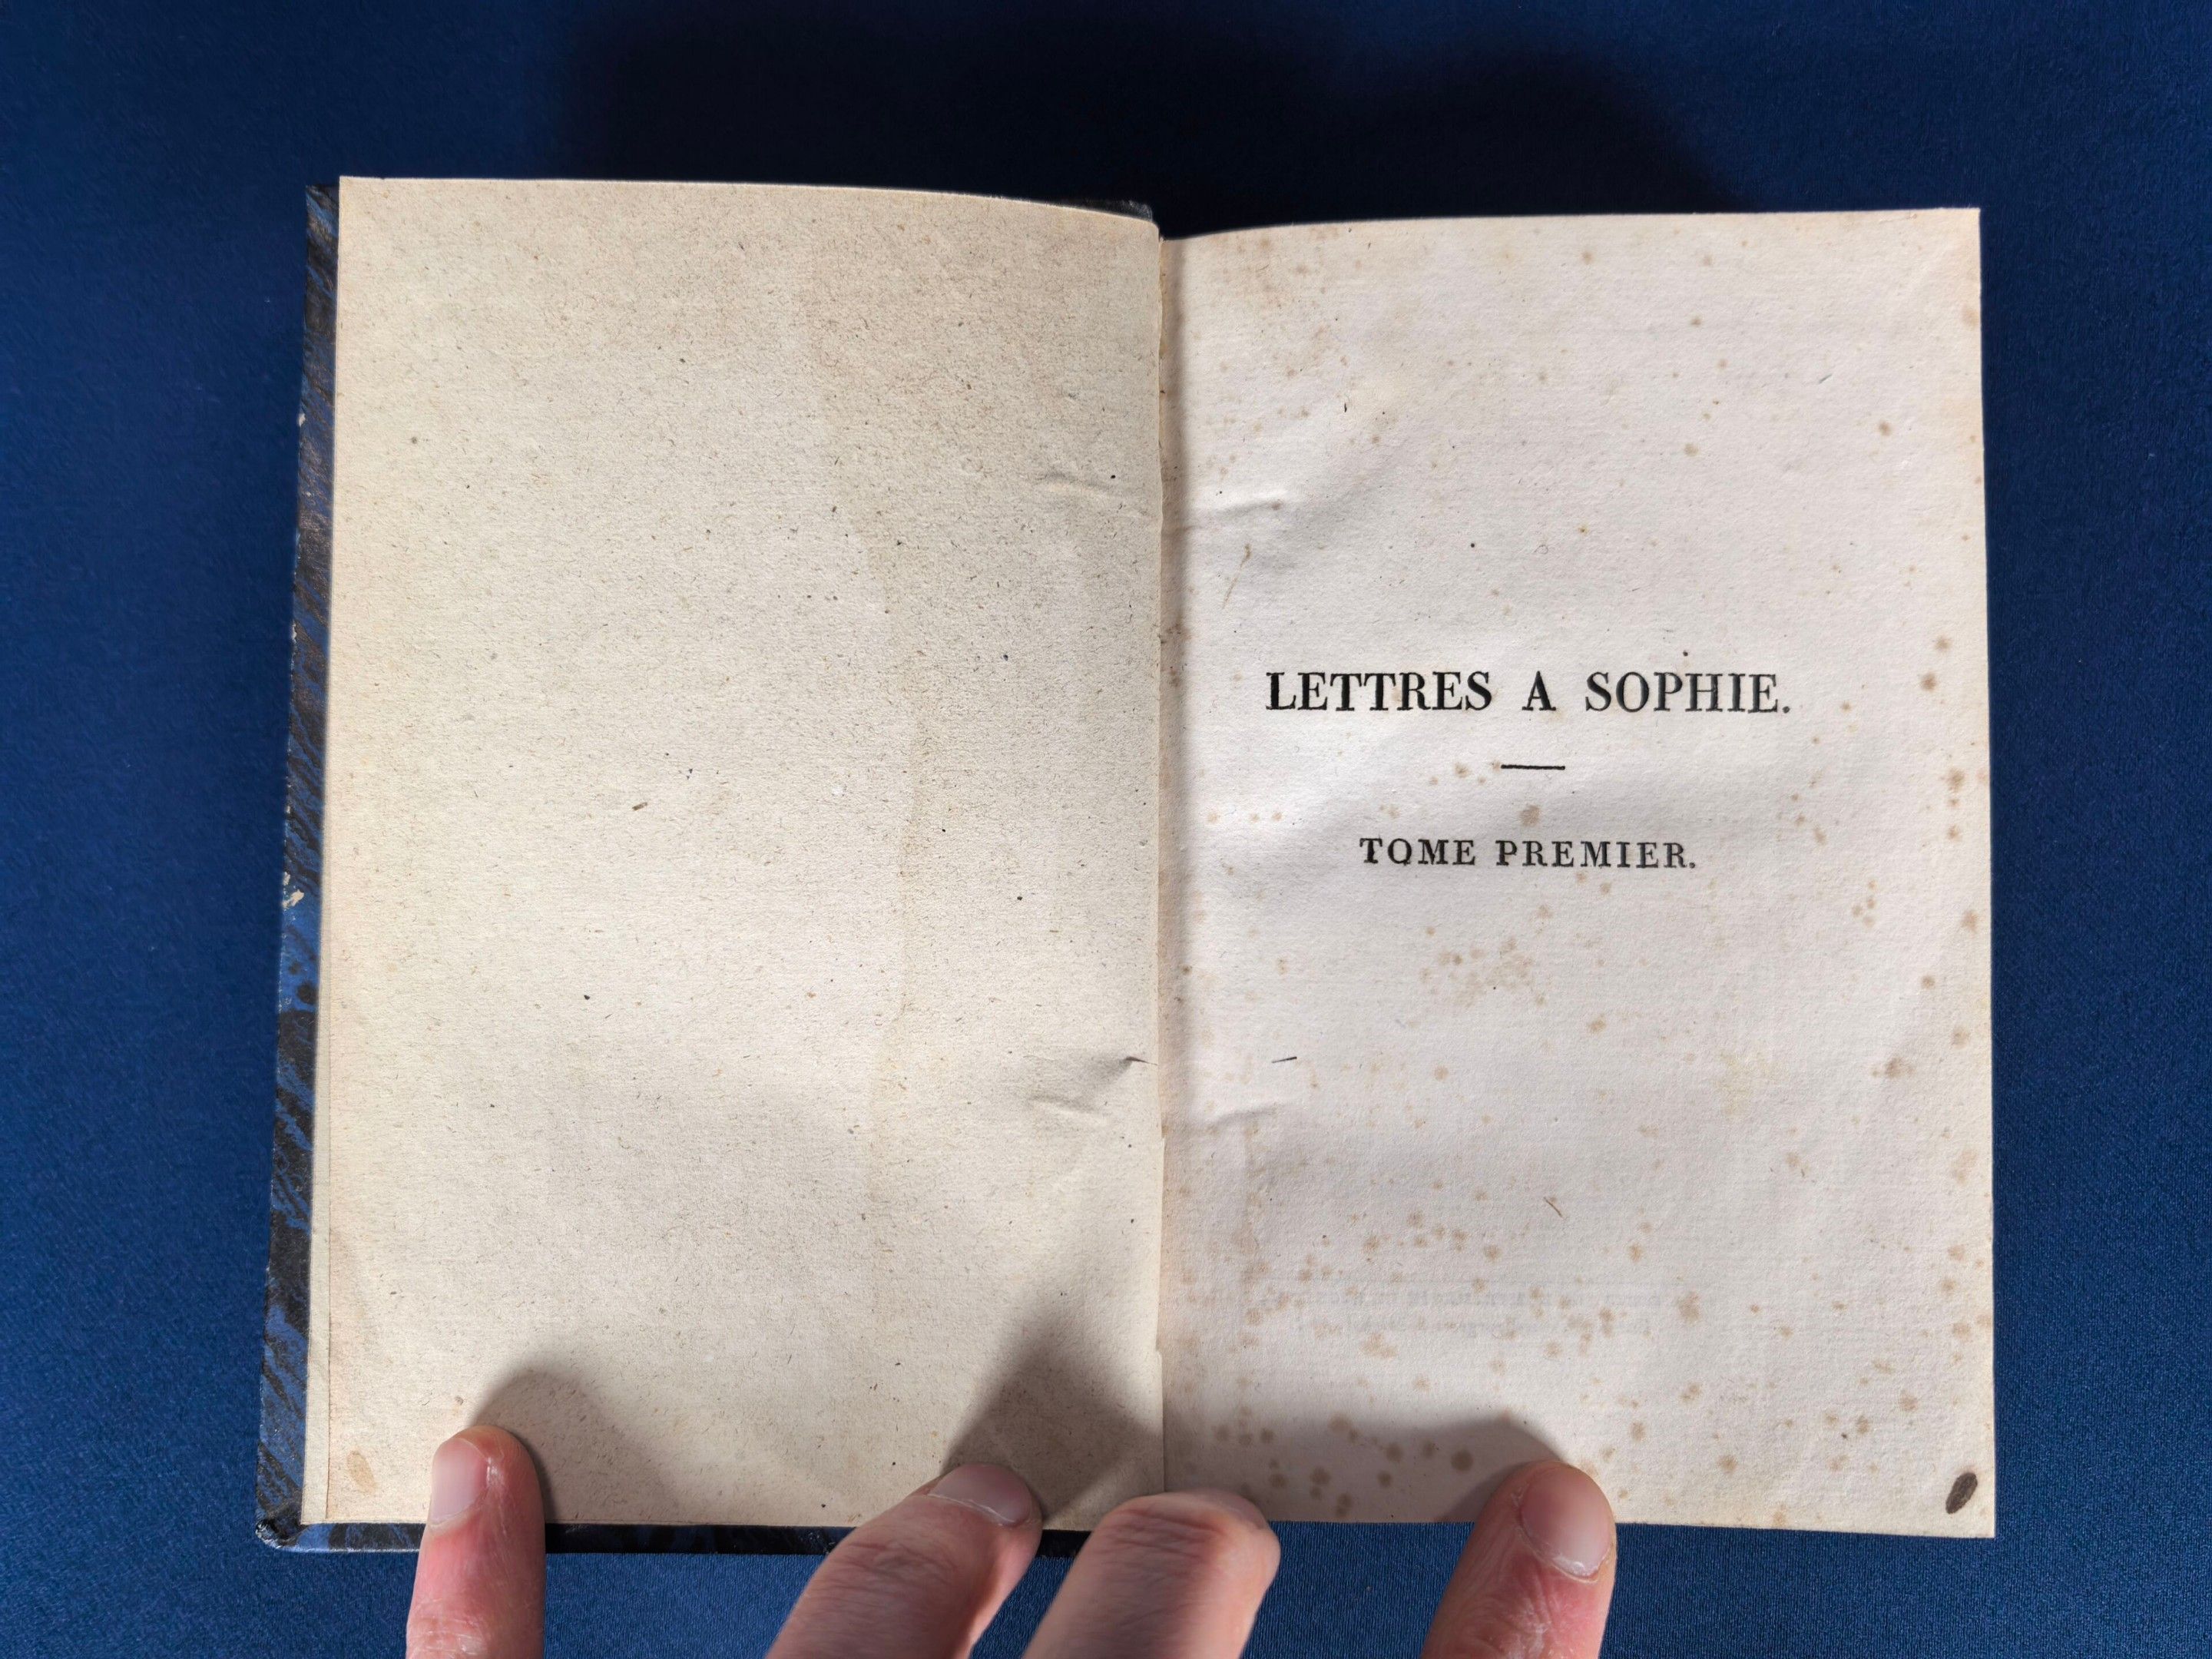 LETTRES A SOPHIE.
TOME PREMIER.